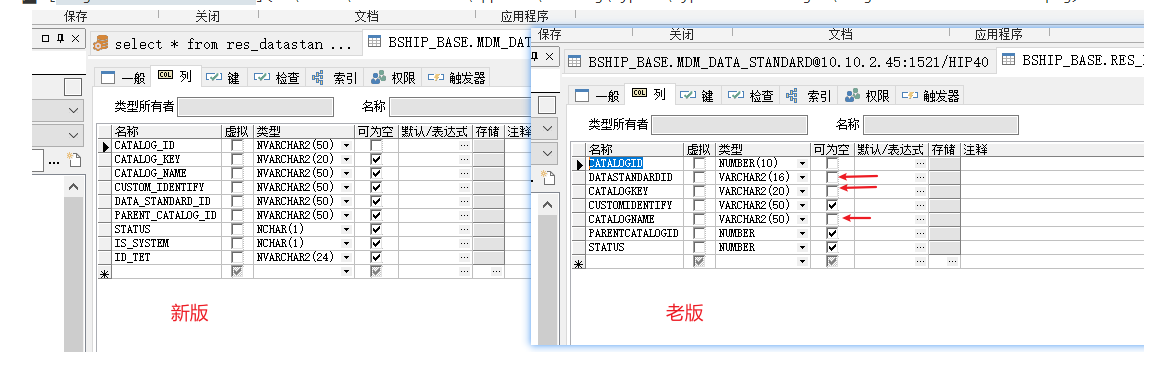 保存 关闭 文档 应用程序
select * from res_datastan ... BSHIP_BASE.MDM_DAT
一般 列 键 检查 索引 权限 触发器
类型所有者 名称
名称 虚拟 类型 可为空 默认/表达式 存储 注释
CATALOG_ID NVARCHAR2(50)
CATALOG_KEY NVARCHAR2(20)
CATALOG_NAME NVARCHAR2(50)
CUSTOM_IDENTIFY NVARCHAR2(50)
DATA_STANDARD_ID NVARCHAR2(50)
PARENT_CATALOG_ID NVARCHAR2(50)
STATUS NCHAR(1)
IS_SYSTEM NCHAR(1)
ID_TET NVARCHAR2(24)
新版
保存 关闭 文档 应用程序
BSHIP_BASE.MDM_DATA_STANDARD@10.10.2.45:1521/HIP40 BSHIP_BASE.RES_
一般 列 键 检查 索引 权限 触发器
类型所有者 名称
名称 虚拟 类型 可为空 默认/表达式 存储 注释
CATALOGID NUMBER(10)
DATASTANDARDID VARCHAR2(16)
CATALOGKEY VARCHAR2(20)
CUSTOMIDENTIFY VARCHAR2(50)
CATALOGNAME VARCHAR2(50)
PARENTCATALOGID NUMBER
STATUS NUMBER
老版